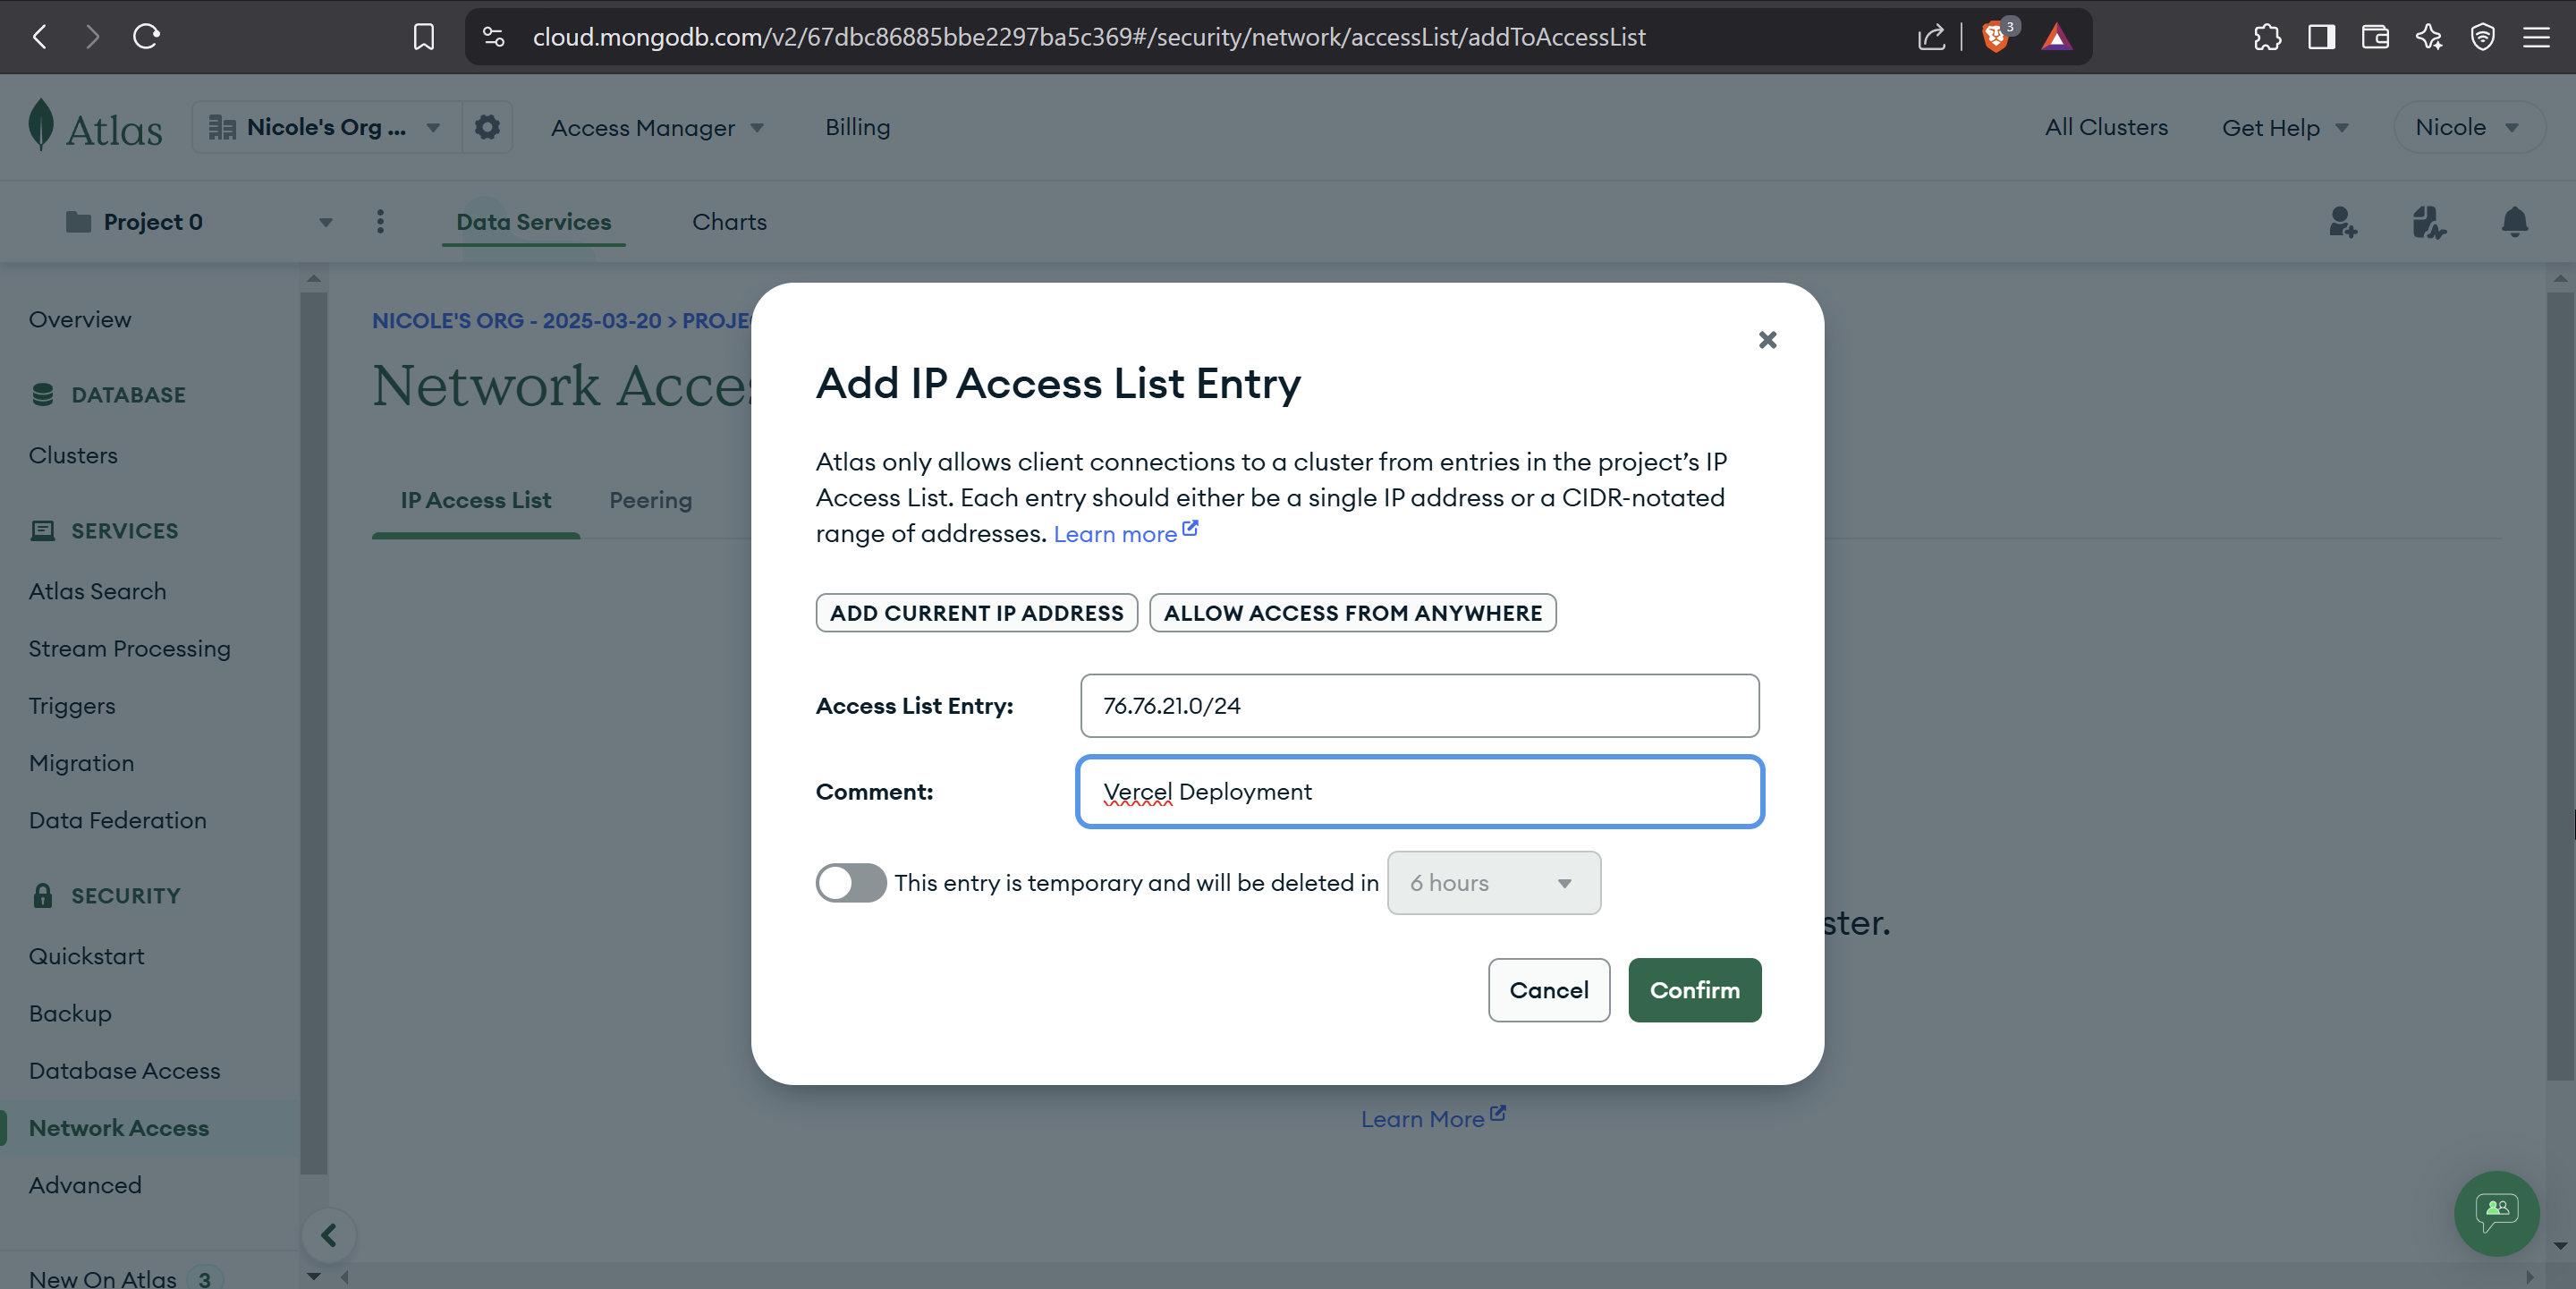 cloud.mongodb.com/v2/67dbc86885bbe2297ba5c369#/security/network/accessList/addToAccessList
3
Atlas
Nicole's Org ...
Access Manager
Billing
All Clusters
Get Help
Nicole
Project 0
Data Services
Charts
Overview
DATABASE
Clusters
SERVICES
Atlas Search
Stream Processing
Triggers
Migration
Data Federation
SECURITY
Quickstart
Backup
Database Access
Network Access
Advanced
New On Atlas 3
NICOLE'S ORG - 2025-03-20 > PROJE
Network Acces
IP Access List
Peering
Add IP Access List Entry
Atlas only allows client connections to a cluster from entries in the project’s IP
Access List. Each entry should either be a single IP address or a CIDR-notated
range of addresses. Learn more
ADD CURRENT IP ADDRESS
ALLOW ACCESS FROM ANYWHERE
Access List Entry:
76.76.21.0/24
Comment:
Vercel Deployment
This entry is temporary and will be deleted in
6 hours
Cancel
Confirm
ster.
Learn More